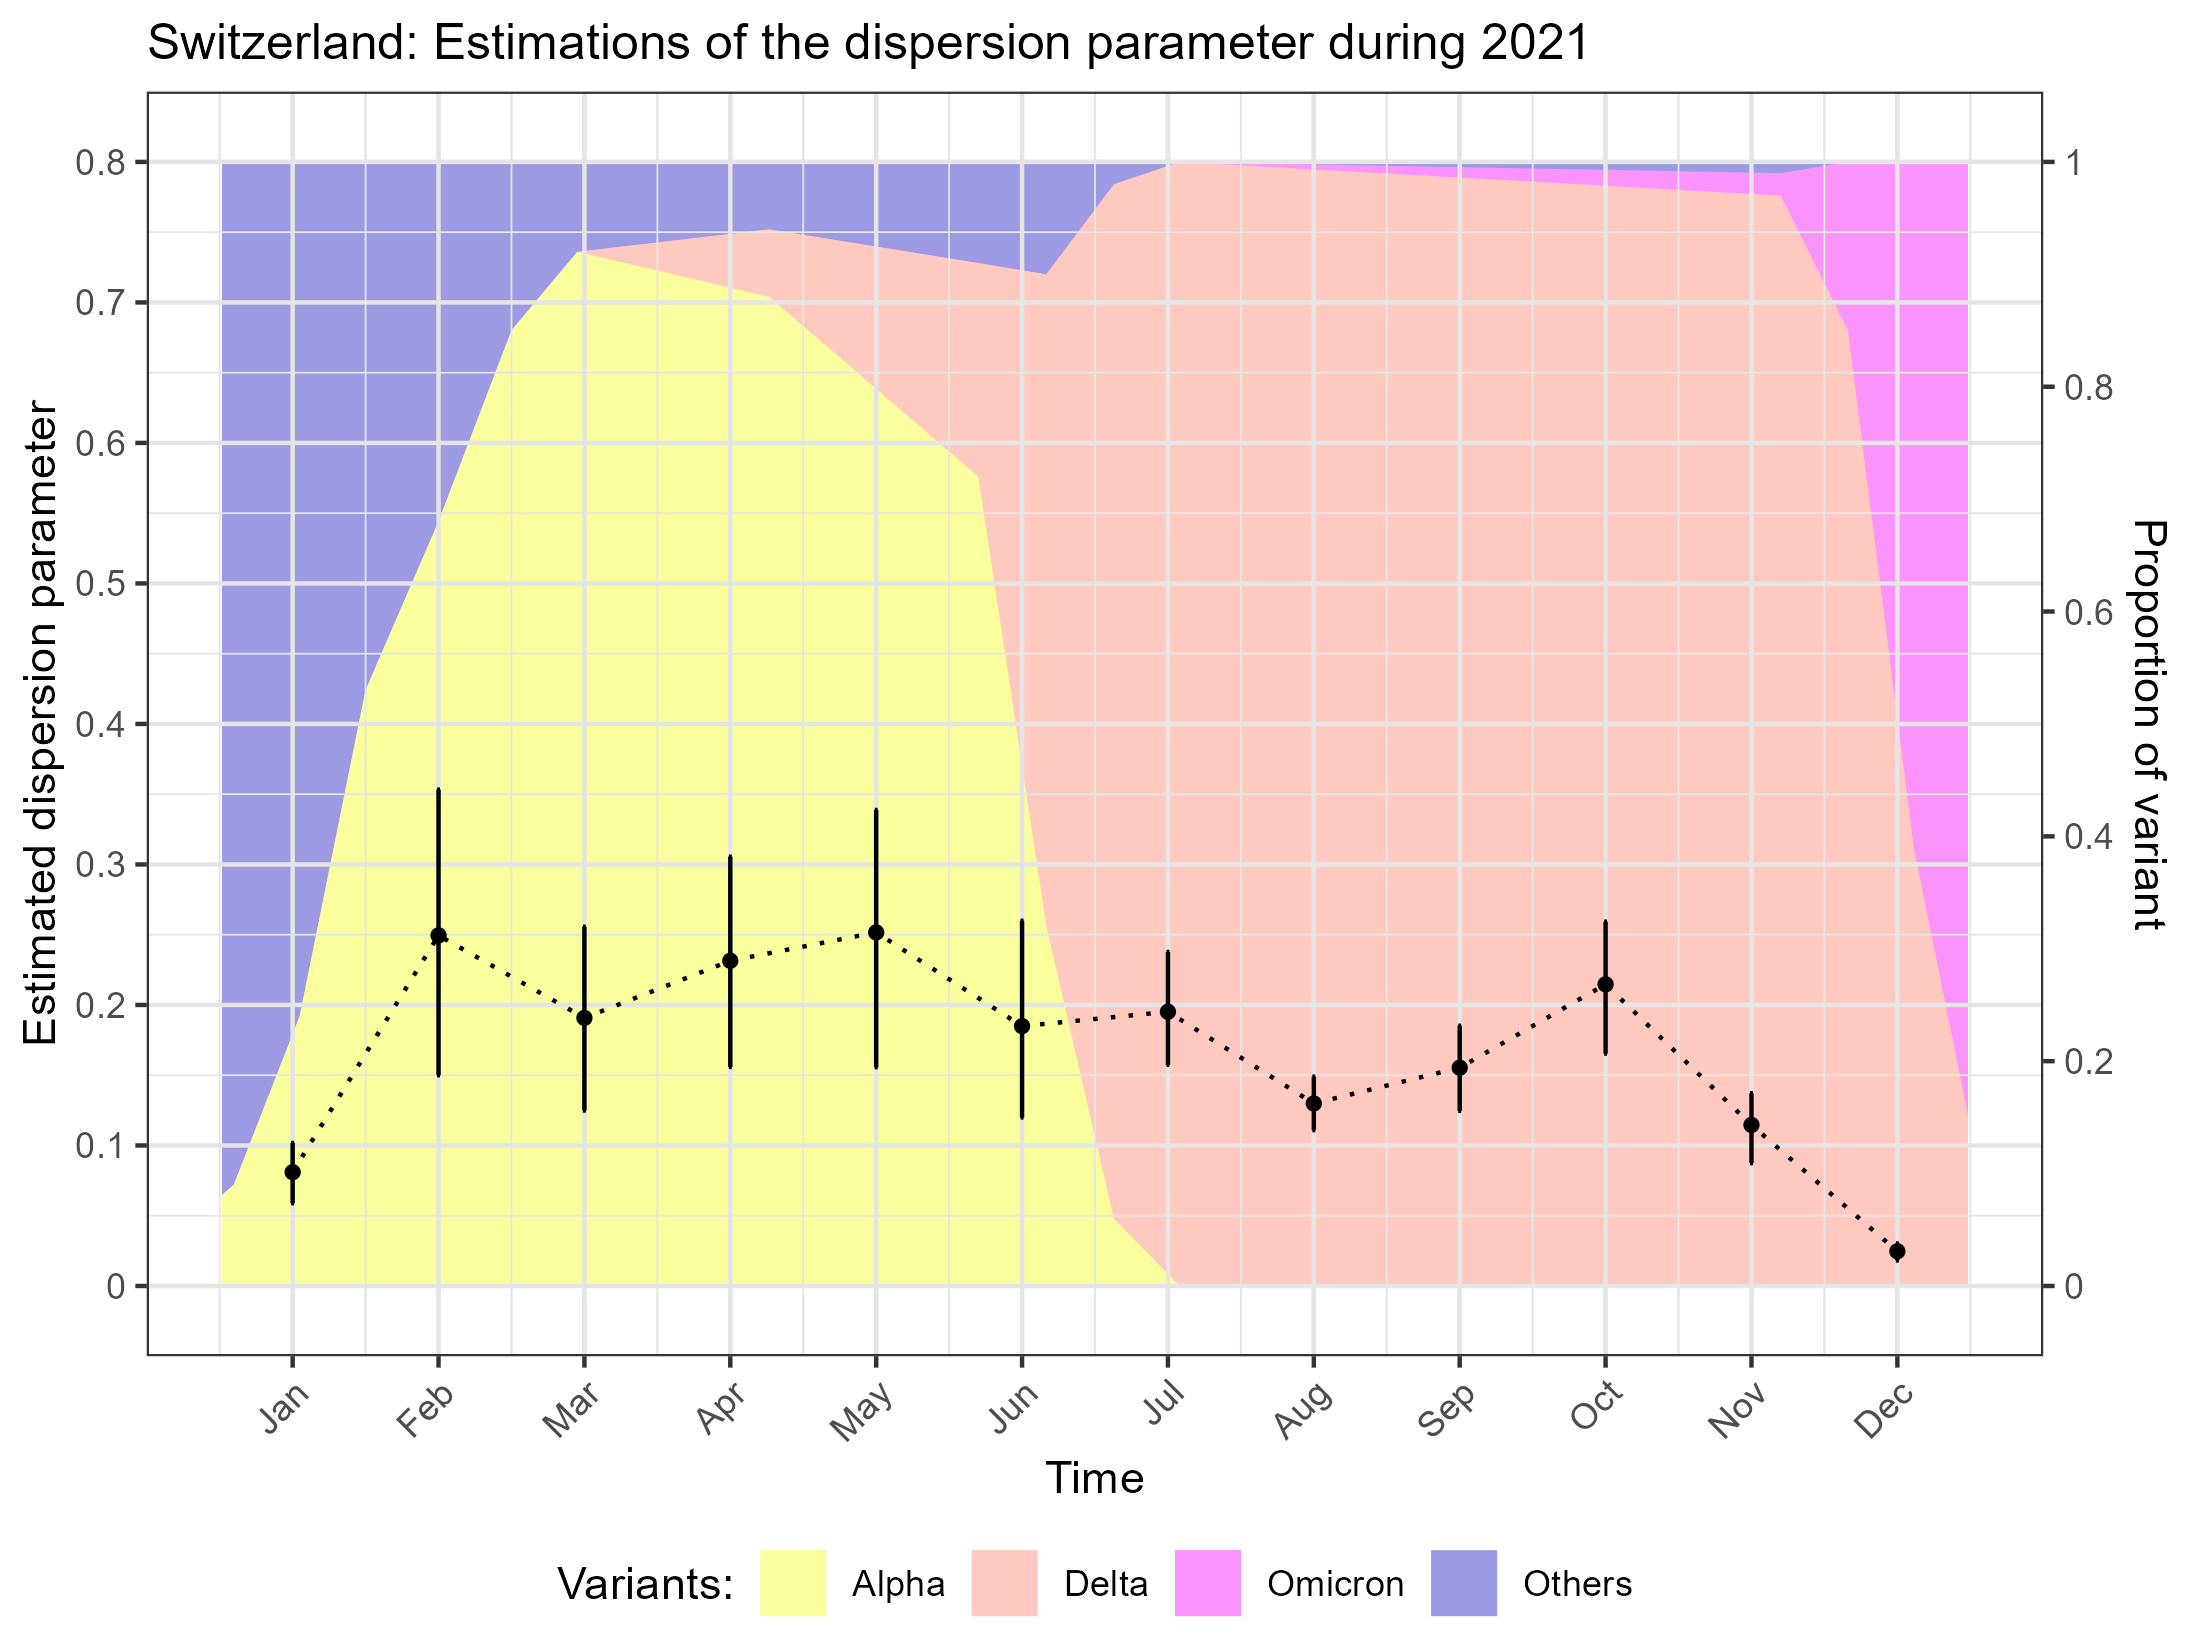 Switzerland: Estimations of the dispersion parameter during 2021
Estimated dispersion parameter
0.8
0.7
0.6
0.5
0.4
0.3
0.2
0.1
0
1
0.8
0.6
0.4
0.2
0
Proportion of variant
Jan Feb Mar Apr May Jun Jul Aug Sep Oct Nov Dec
Time
Variants: Alpha Delta Omicron Others